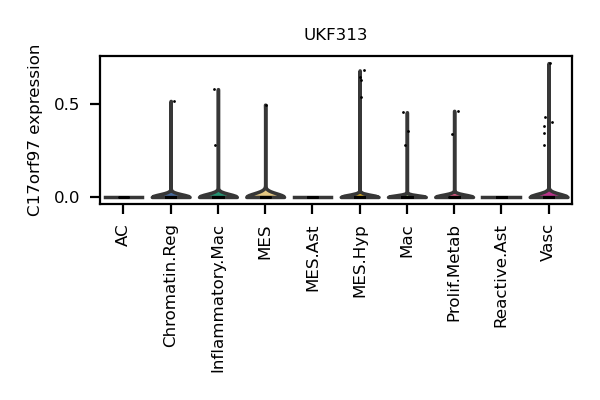 UKF313
C17orf97 expression
0.5
0.0
AC
Chromatin.Reg
Inflammatory.Mac
MES
MES.Ast
MES.Hyp
Mac
Prolif.Metab
Reactive.Ast
Vasc